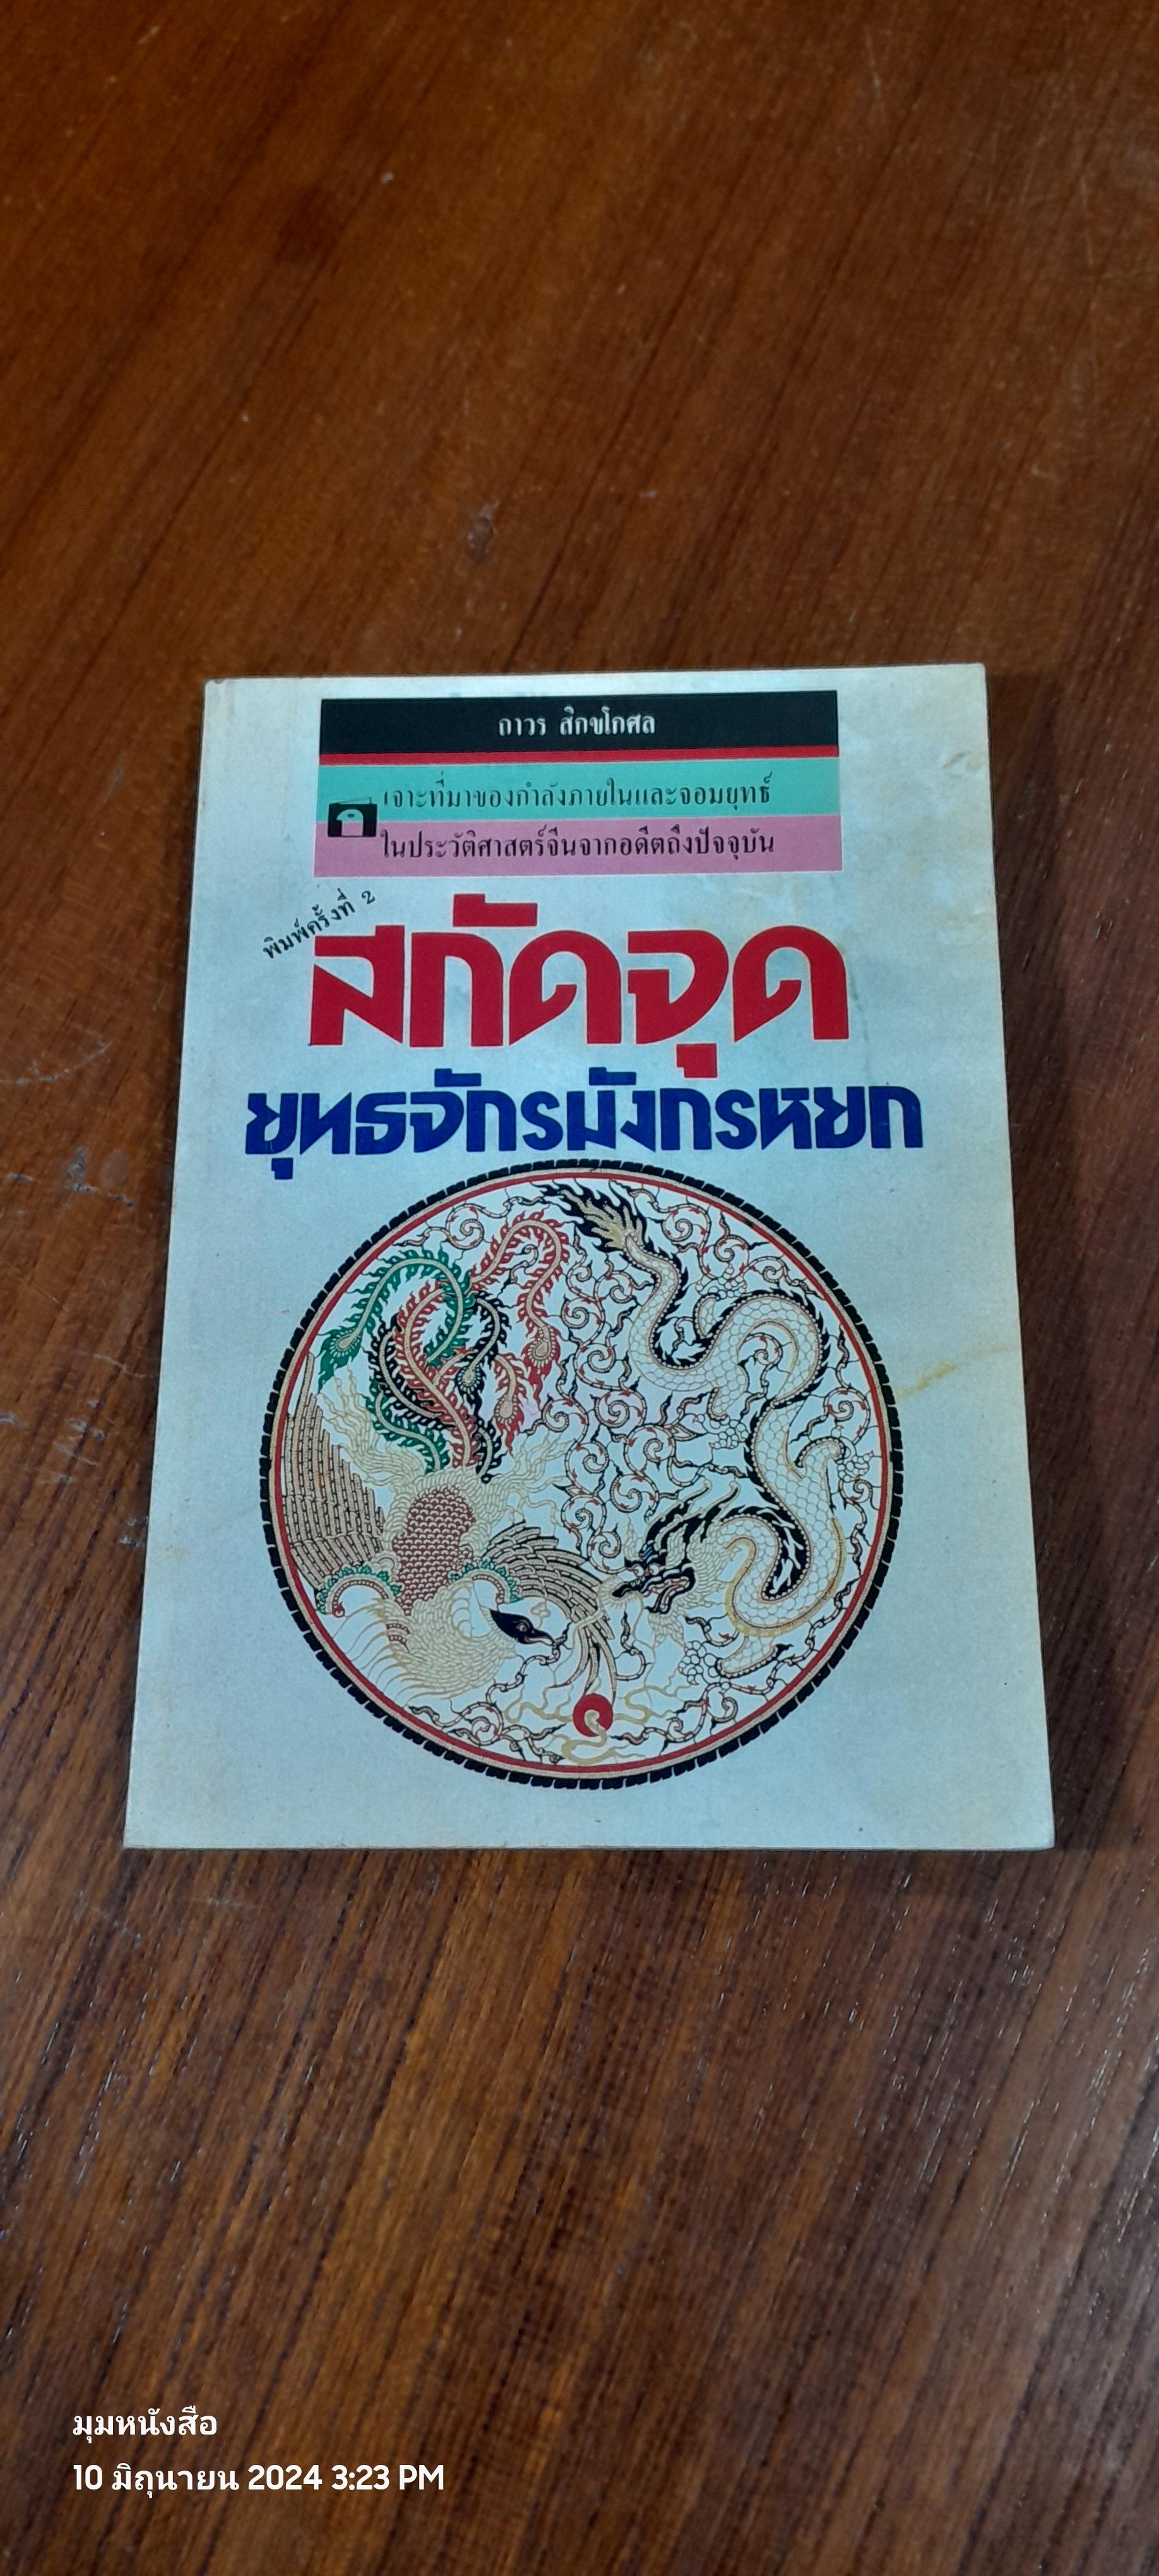 ถาวร สิกขโกศล
เจาะที่มาของกำลังภายในและจอมยุทธ์
ในประวัติศาสตร์จีนจากอดีตถึงปัจจุบัน
พิมพ์ครั้งที่ 2
สกัดจุด
ยุทธจักรมังกรหยก
มุมหนังสือ
10 มิถุนายน 2024 3:23 PM